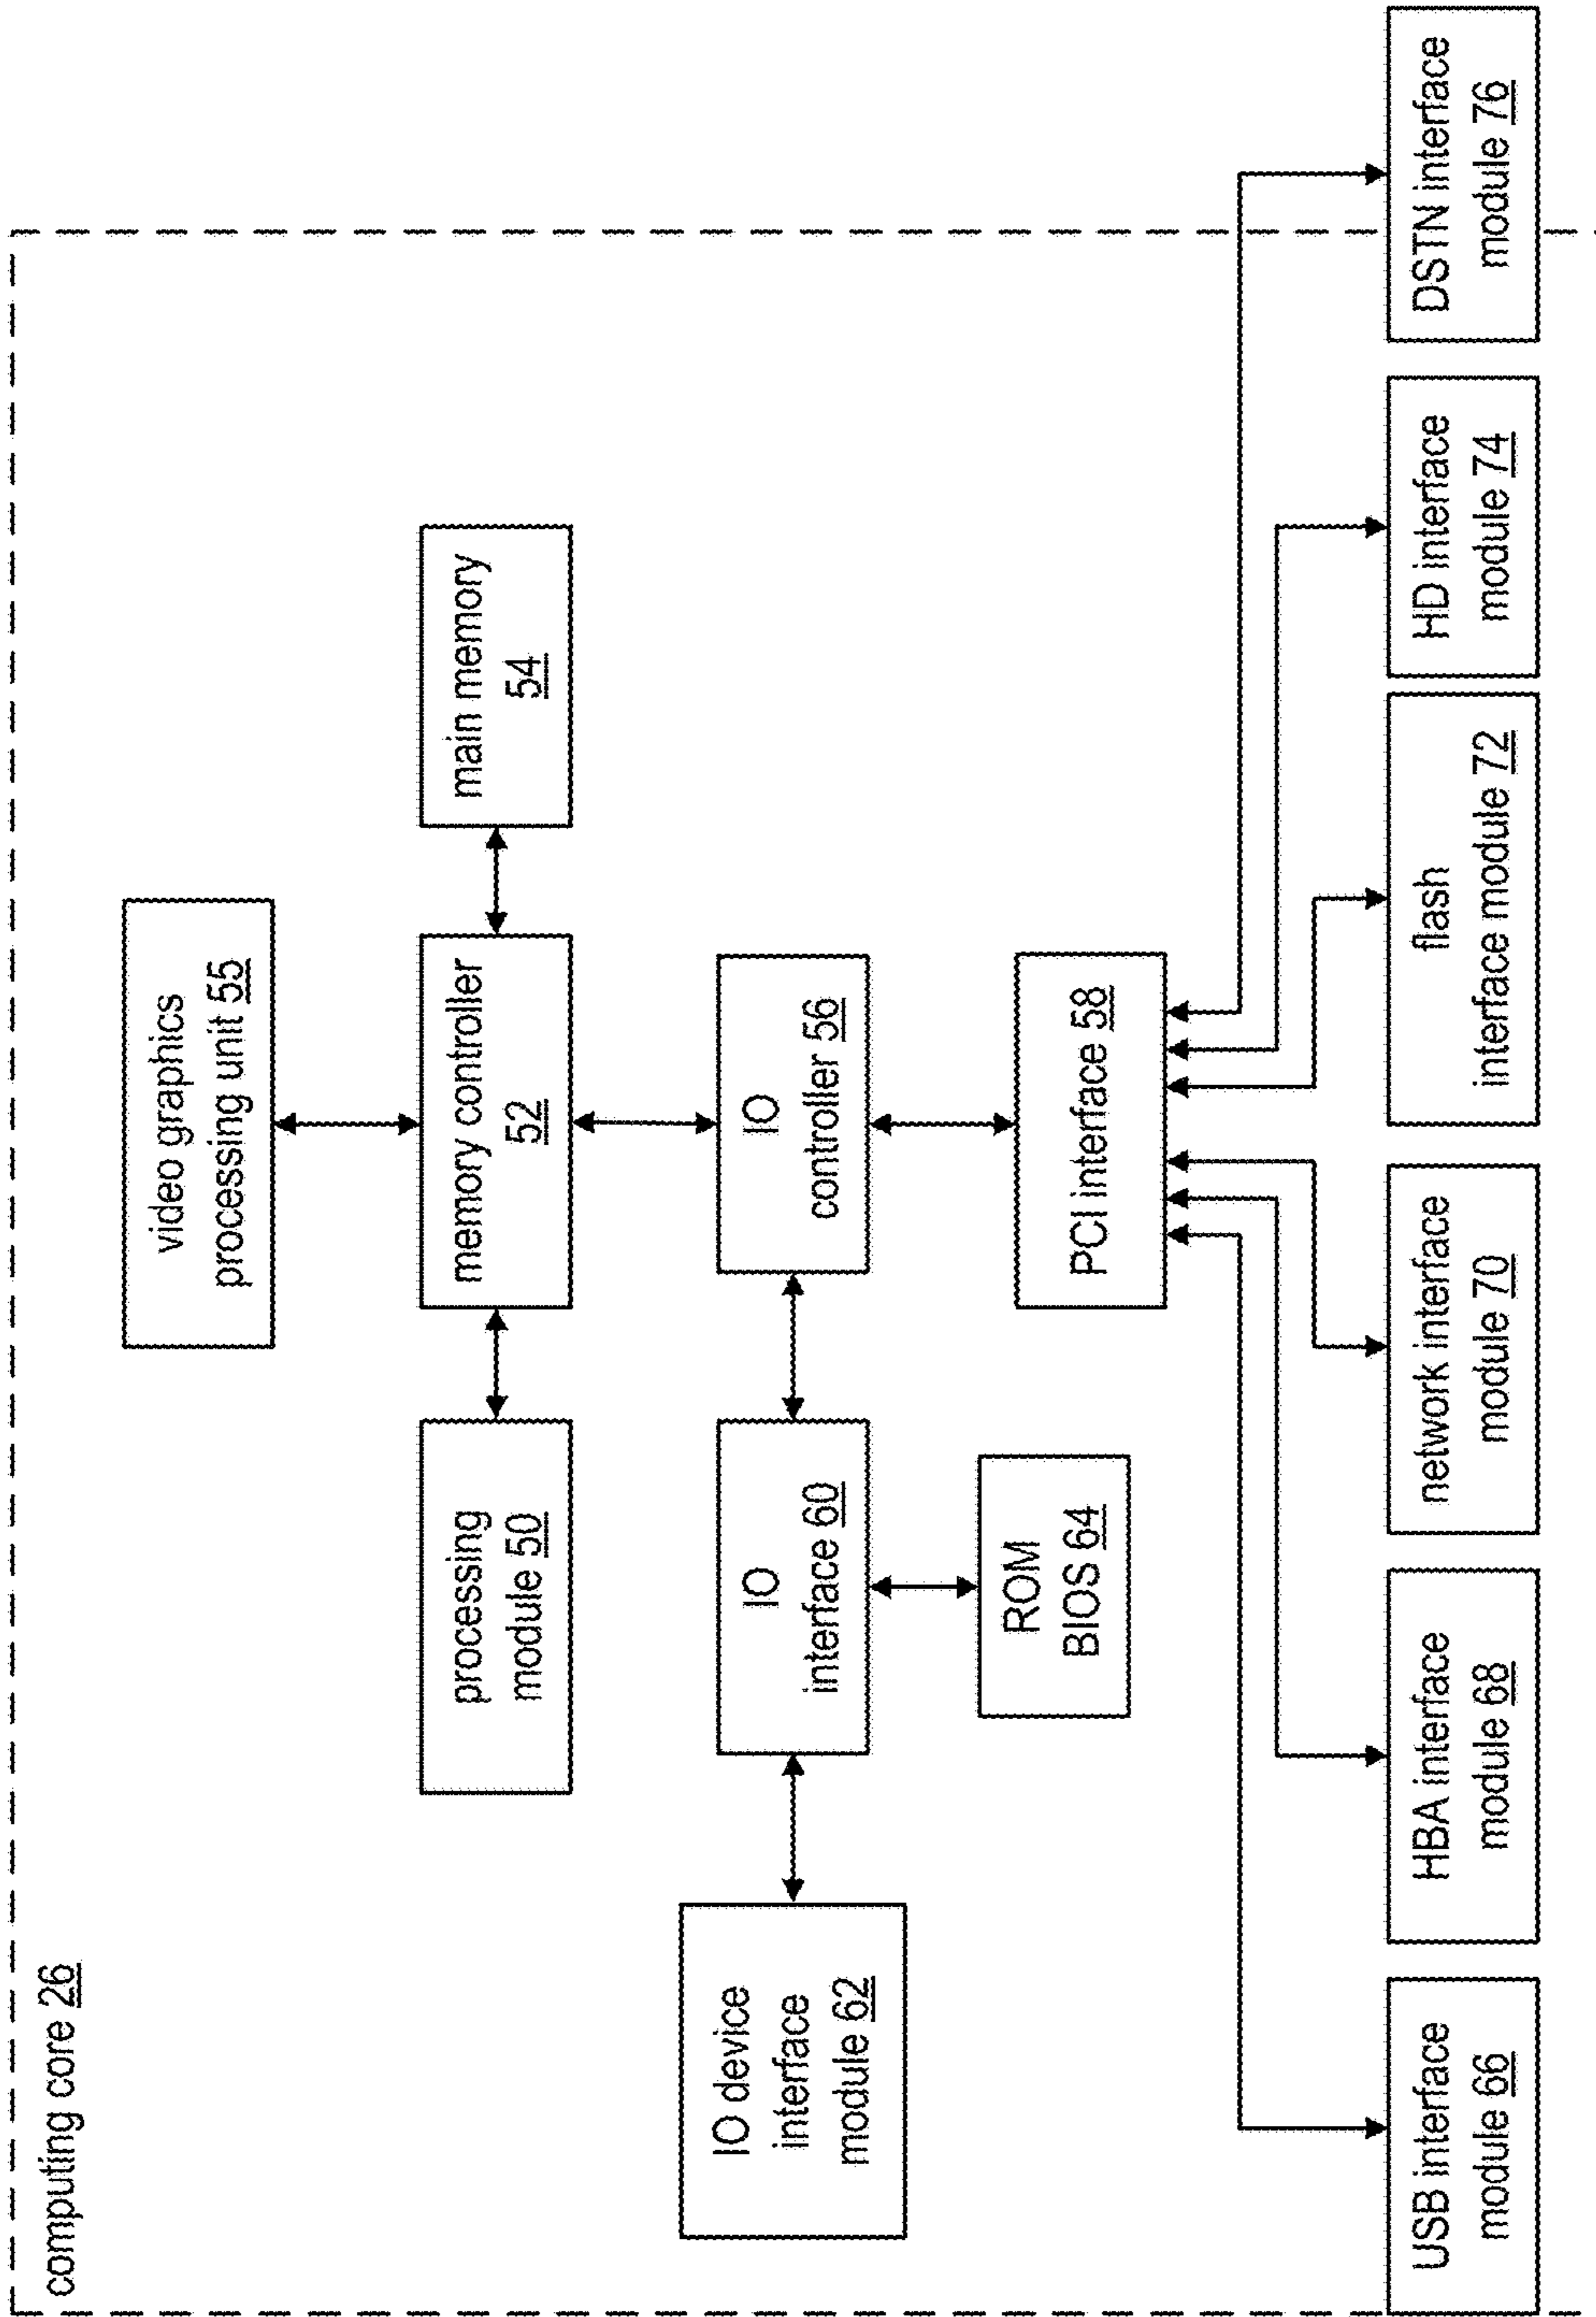 computing core 26
video graphics
processing unit 55
processing
module 50
memory controller
52
main memory
54
IO device
interface
module 62
IO
interface 60
IO
controller 56
ROM
BIOS 64
PCI interface 58
USB interface
module 66
HBA interface
module 68
network interface
module 70
flash
interface module 72
HD interface
module 74
DSTN interface
module 76